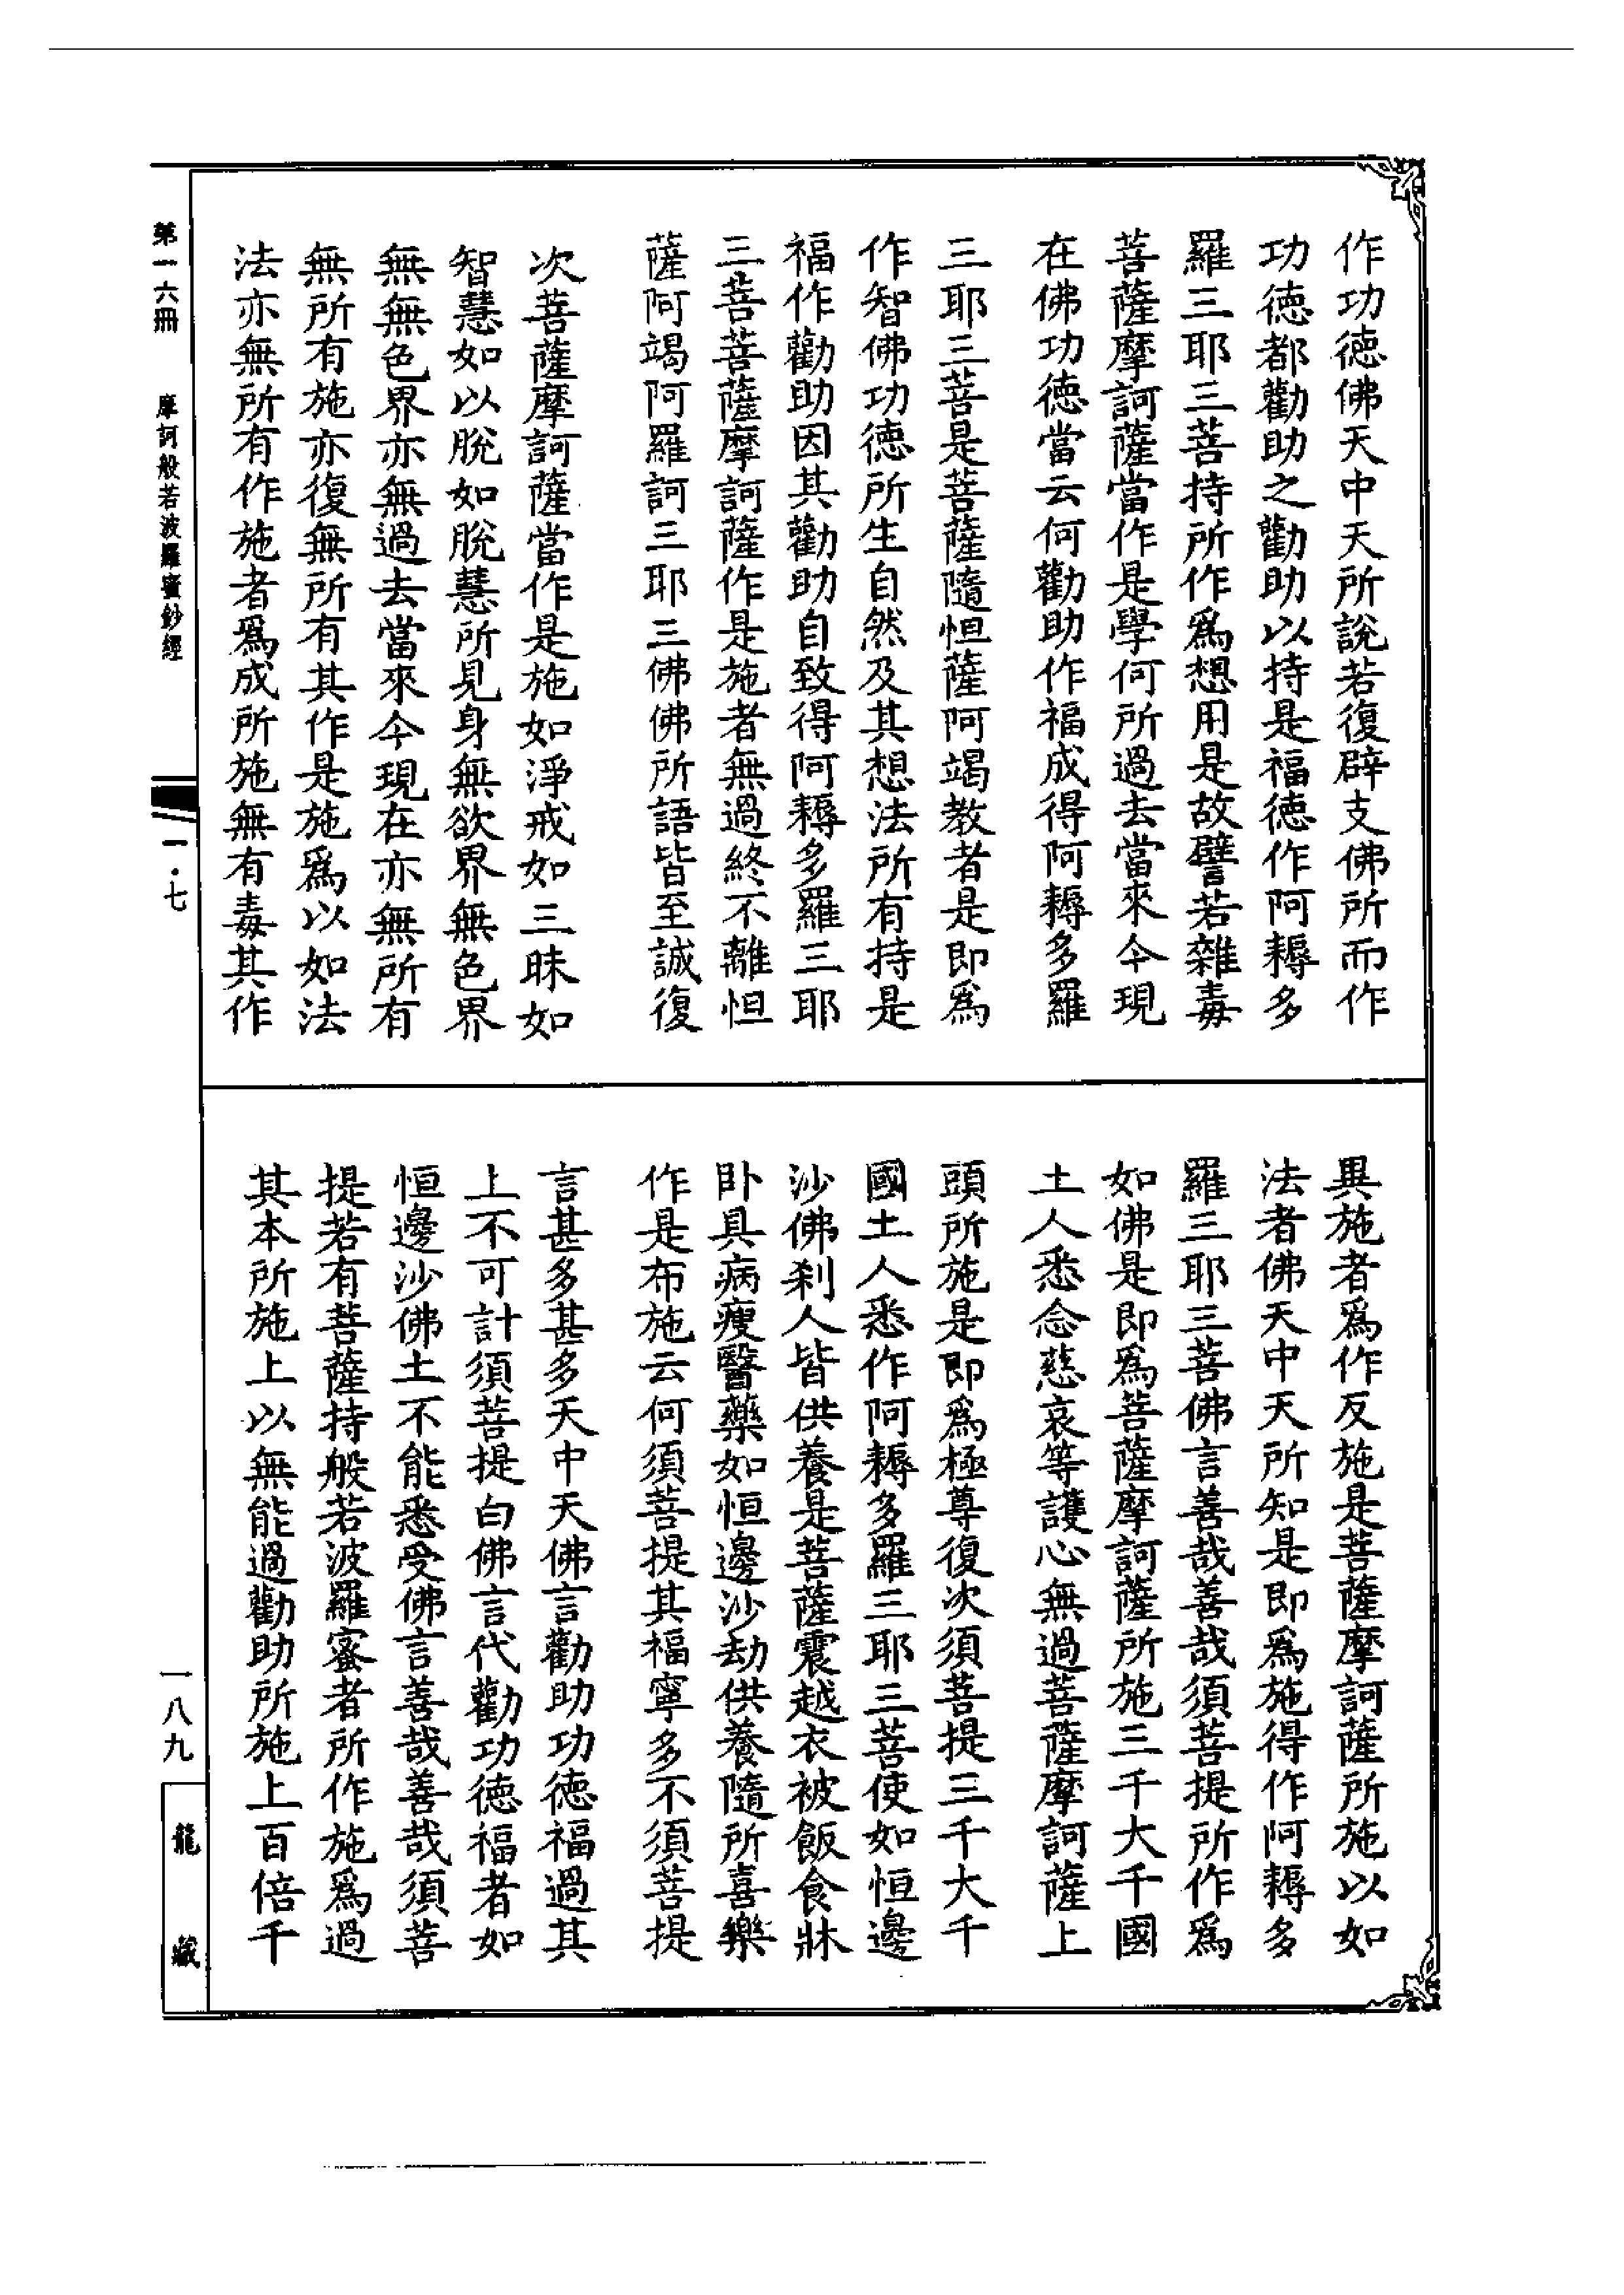 作功德佛天中天所說若復辟支佛所而作
功德都勸助之勸助以持是福德作阿耨多
羅三耶三菩持所作爲想用是故譬若雜毒
菩薩摩訶薩當作是學何所過去當來今現
在佛功德當云何勸助作福成得阿耨多羅
三耶三菩是菩薩隨怛薩阿竭教者是即爲
作智佛功德所生自然及其想法所有持是
福作勸助因其勸助自致得阿耨多羅三耶
三菩菩薩摩訶薩作是施者無過終不離怛
薩阿竭阿羅訶三耶三佛佛所語皆至誠復
次菩薩摩訶薩當作是施如淨戒如三昧如
智慧如以脫如脫慧所見身無欲界無色界
無無色界亦無過去當來今現在亦無所有
無所有施亦復無所有其作是施爲以如法
法亦無所有作施者爲成所施無有毒其作
異施者爲作反施是菩薩摩訶薩所施以如
法者佛天中天所知是即爲施得作阿耨多
羅三耶三菩佛言善哉善哉須菩提所作爲
如佛是即爲菩薩摩訶薩所施三千大千國
土人悉念慈哀等護心無過菩薩摩訶薩上
頭所施是即爲極尊復次須菩提三千大千
國土人悉作阿耨多羅三耶三菩使如恒邊
沙佛剎人皆供養是菩薩震越衣被飯食牀
臥具病瘦醫藥如恒邊沙劫供養隨所喜樂
作是布施云何須菩提其福寧多不須菩提
言甚多甚多天中天佛言勸助功德福過其
上不可計須菩提白佛言代勸功德福者如
恒邊沙佛土不能悉受佛言善哉善哉須菩
提若有菩薩持般若波羅蜜者所作施爲過
其本所施上以無能過勸助所施上百倍千
第一六冊　摩訶般若波羅蜜鈔經
一·七
一八九
龍藏